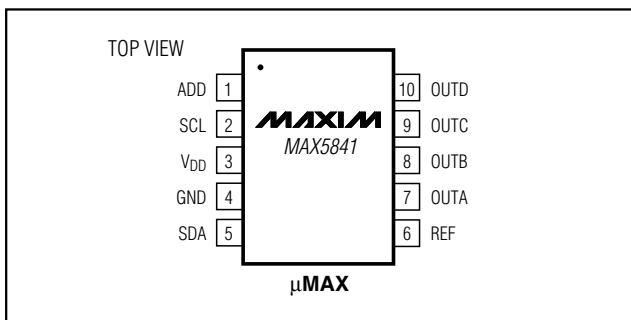 TOP VIEW
ADD 1
SCL 2
VDD 3
GND 4
SDA 5
MAXIM
MAX5841
10 OUTD
9 OUTC
8 OUTB
7 OUTA
6 REF
µMAX